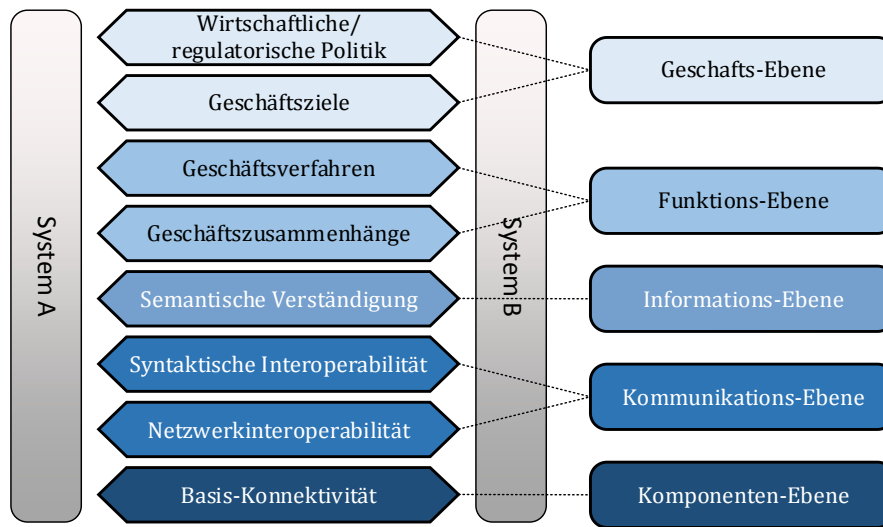 System A
Wirtschaftliche/
regulatorische Politik
Geschäftsziele
Geschäftsverfahren
Geschäftszusammenhänge
Semantische Verständigung
Syntaktische Interoperabilität
Netzwerkinteroperabilität
Basis-Konnektivität
System B
Geschafts-Ebene
Funktions-Ebene
Informations-Ebene
Kommunikations-Ebene
Komponenten-Ebene